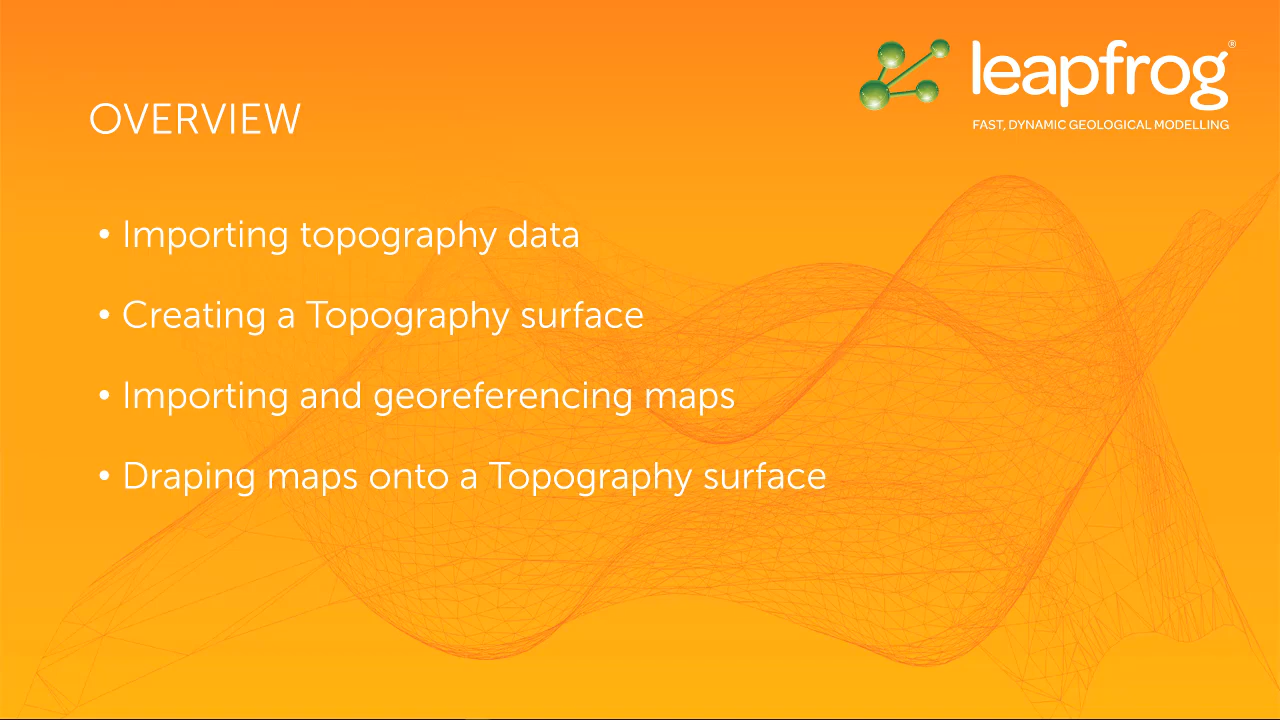 leapfrog®
FAST, DYNAMIC GEOLOGICAL MODELLING
OVERVIEW
• Importing topography data
• Creating a Topography surface
• Importing and georeferencing maps
• Draping maps onto a Topography surface